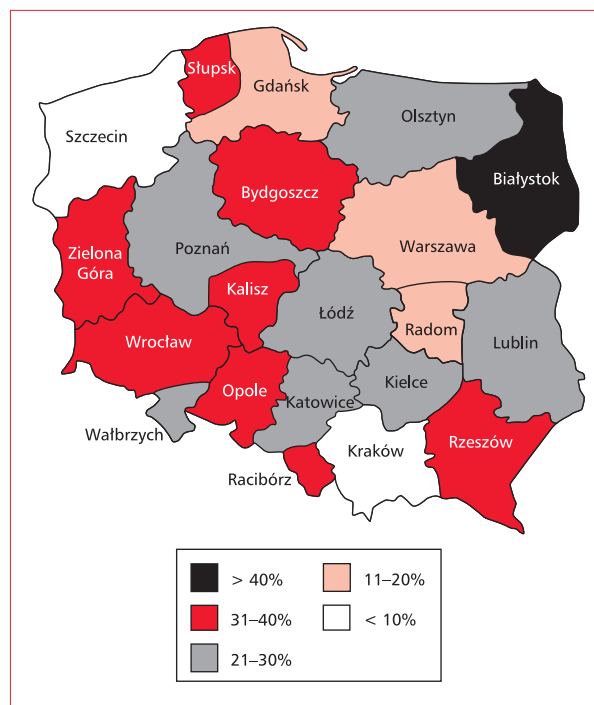 Słupsk
Gdańsk
Olsztyn
Szczecin
Białystok
Bydgoszcz
Zielona
Góra
Poznań
Warszawa
Kalisz
Łódź
Radom
Lublin
Wrocław
Opole
Katowice
Kielce
Wałbrzych
Racibórz
Kraków
Rzeszów
> 40%
11–20%
31–40%
< 10%
21–30%